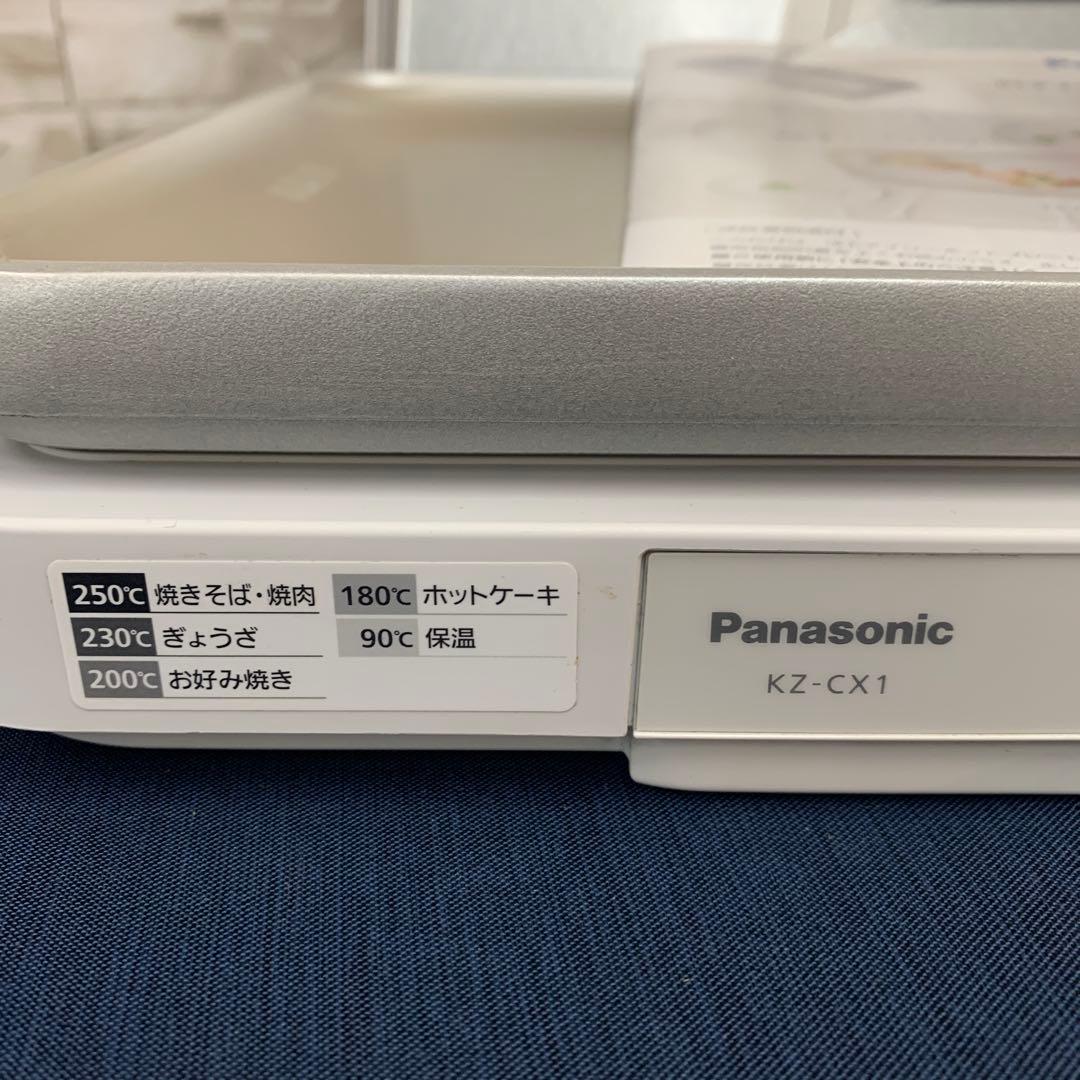 250℃ 焼きそば・焼肉
230℃ ぎょうざ
200℃ お好み焼き
180℃ ホットケーキ
90℃ 保温
Panasonic
KZ-CX1